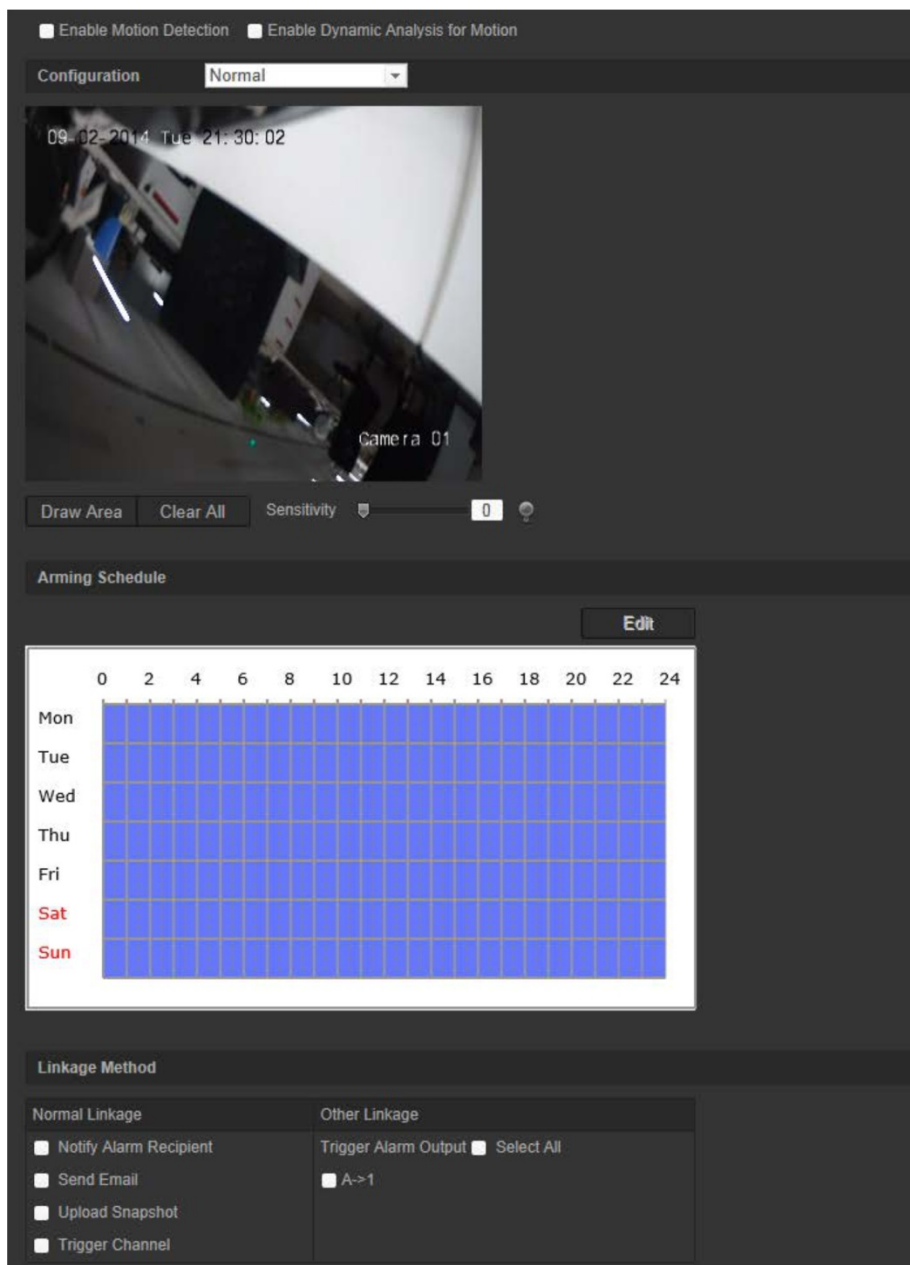 Enable Motion Detection Enable Dynamic Analysis for Motion
Configuration Normal
09-02-2014 Tue 21:30:02
Camera 01
Draw Area Clear All Sensitivity 0
Arming Schedule
Edit
0 2 4 6 8 10 12 14 16 18 20 22 24
Mon
Tue
Wed
Thu
Fri
Sat
Sun
Linkage Method
Normal Linkage Other Linkage
Notify Alarm Recipient Trigger Alarm Output Select All
Send Email A->1
Upload Snapshot
Trigger Channel